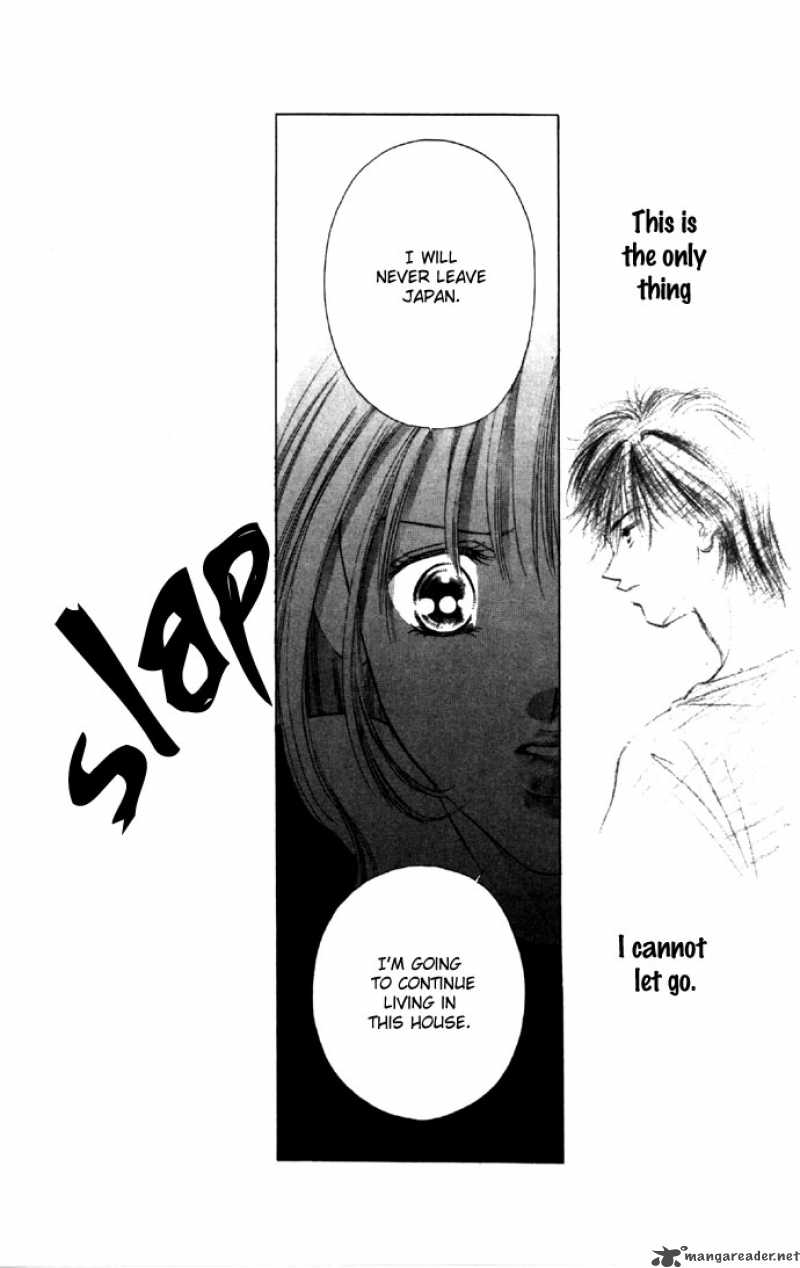 This is
the only
thing
I WILL
NEVER LEAVE
JAPAN.
slap
I cannot
let go.
I'M GOING
TO CONTINUE
LIVING IN
THIS HOUSE.
mangareader.net